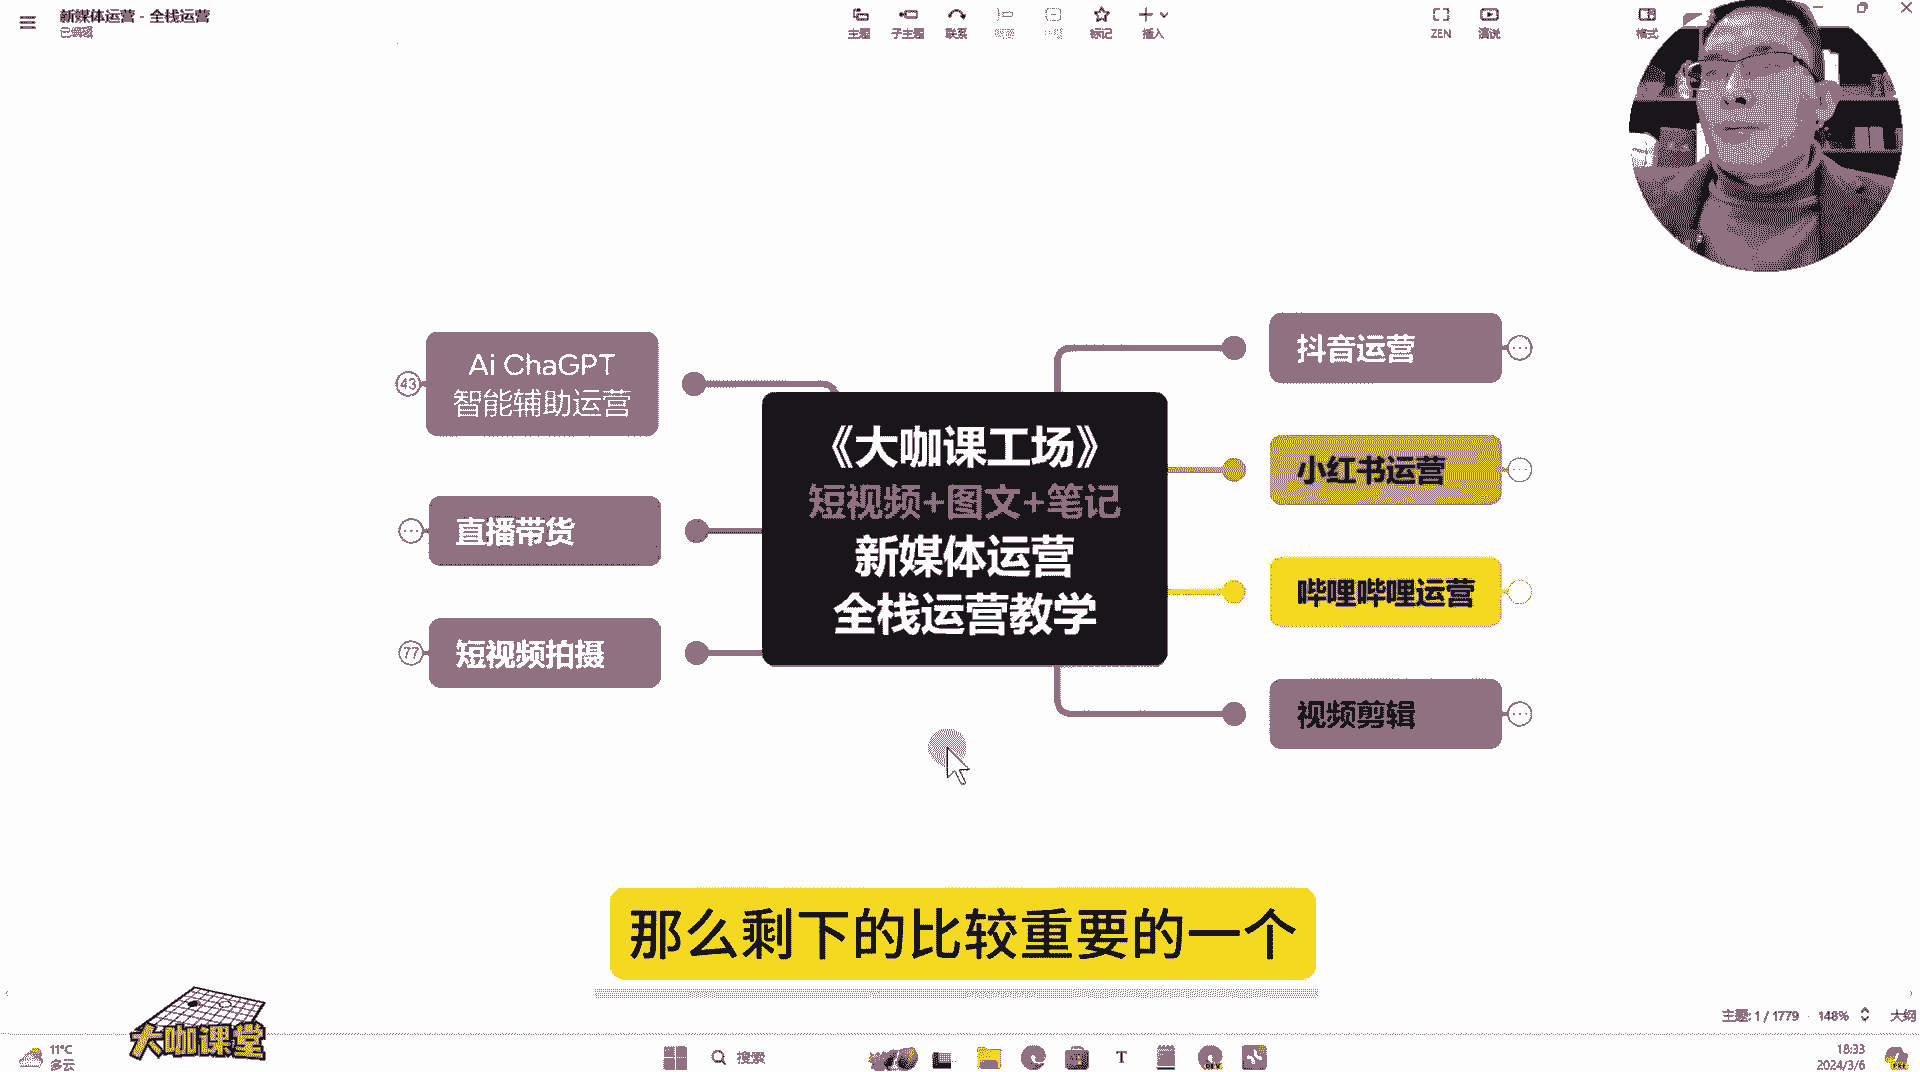 新媒体运营 - 全栈运营
已编辑
主题
子主题
联系
标记
插入
ZEN
演说
格式
Ai ChaGPT
智能辅助运营
43
直播带货
短视频拍摄
77
《大咖课工场》
短视频+图文+笔记
新媒体运营
全栈运营教学
抖音运营
小红书运营
哔哩哔哩运营
视频剪辑
那么剩下的比较重要的一个
大咖课堂
主题: 1 / 1779 · 148%
大纲
11°C
多云
搜索
18:33
2024/3/6